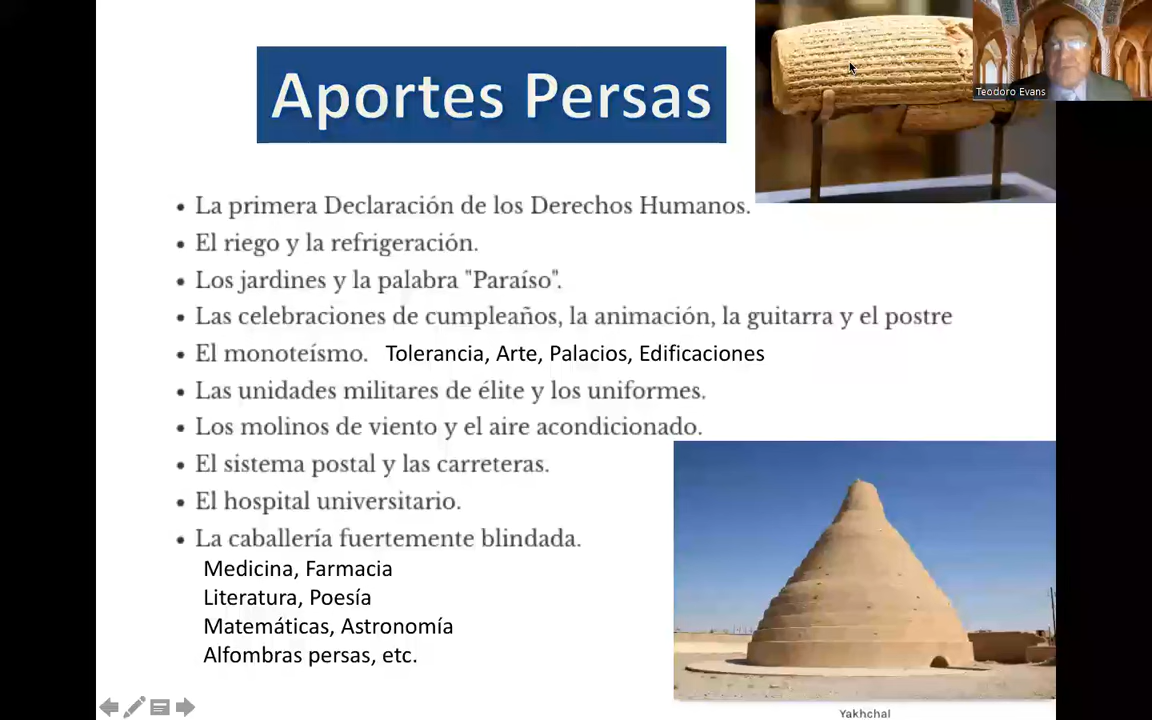 Aportes Persas
Teodoro Evans
• La primera Declaración de los Derechos Humanos.
• El riego y la refrigeración.
• Los jardines y la palabra "Paraíso".
• Las celebraciones de cumpleaños, la animación, la guitarra y el postre
• El monoteísmo. Tolerancia, Arte, Palacios, Edificaciones
• Las unidades militares de élite y los uniformes.
• Los molinos de viento y el aire acondicionado.
• El sistema postal y las carreteras.
• El hospital universitario.
• La caballería fuertemente blindada.
Medicina, Farmacia
Literatura, Poesía
Matemáticas, Astronomía
Alfombras persas, etc.
Yakhchal